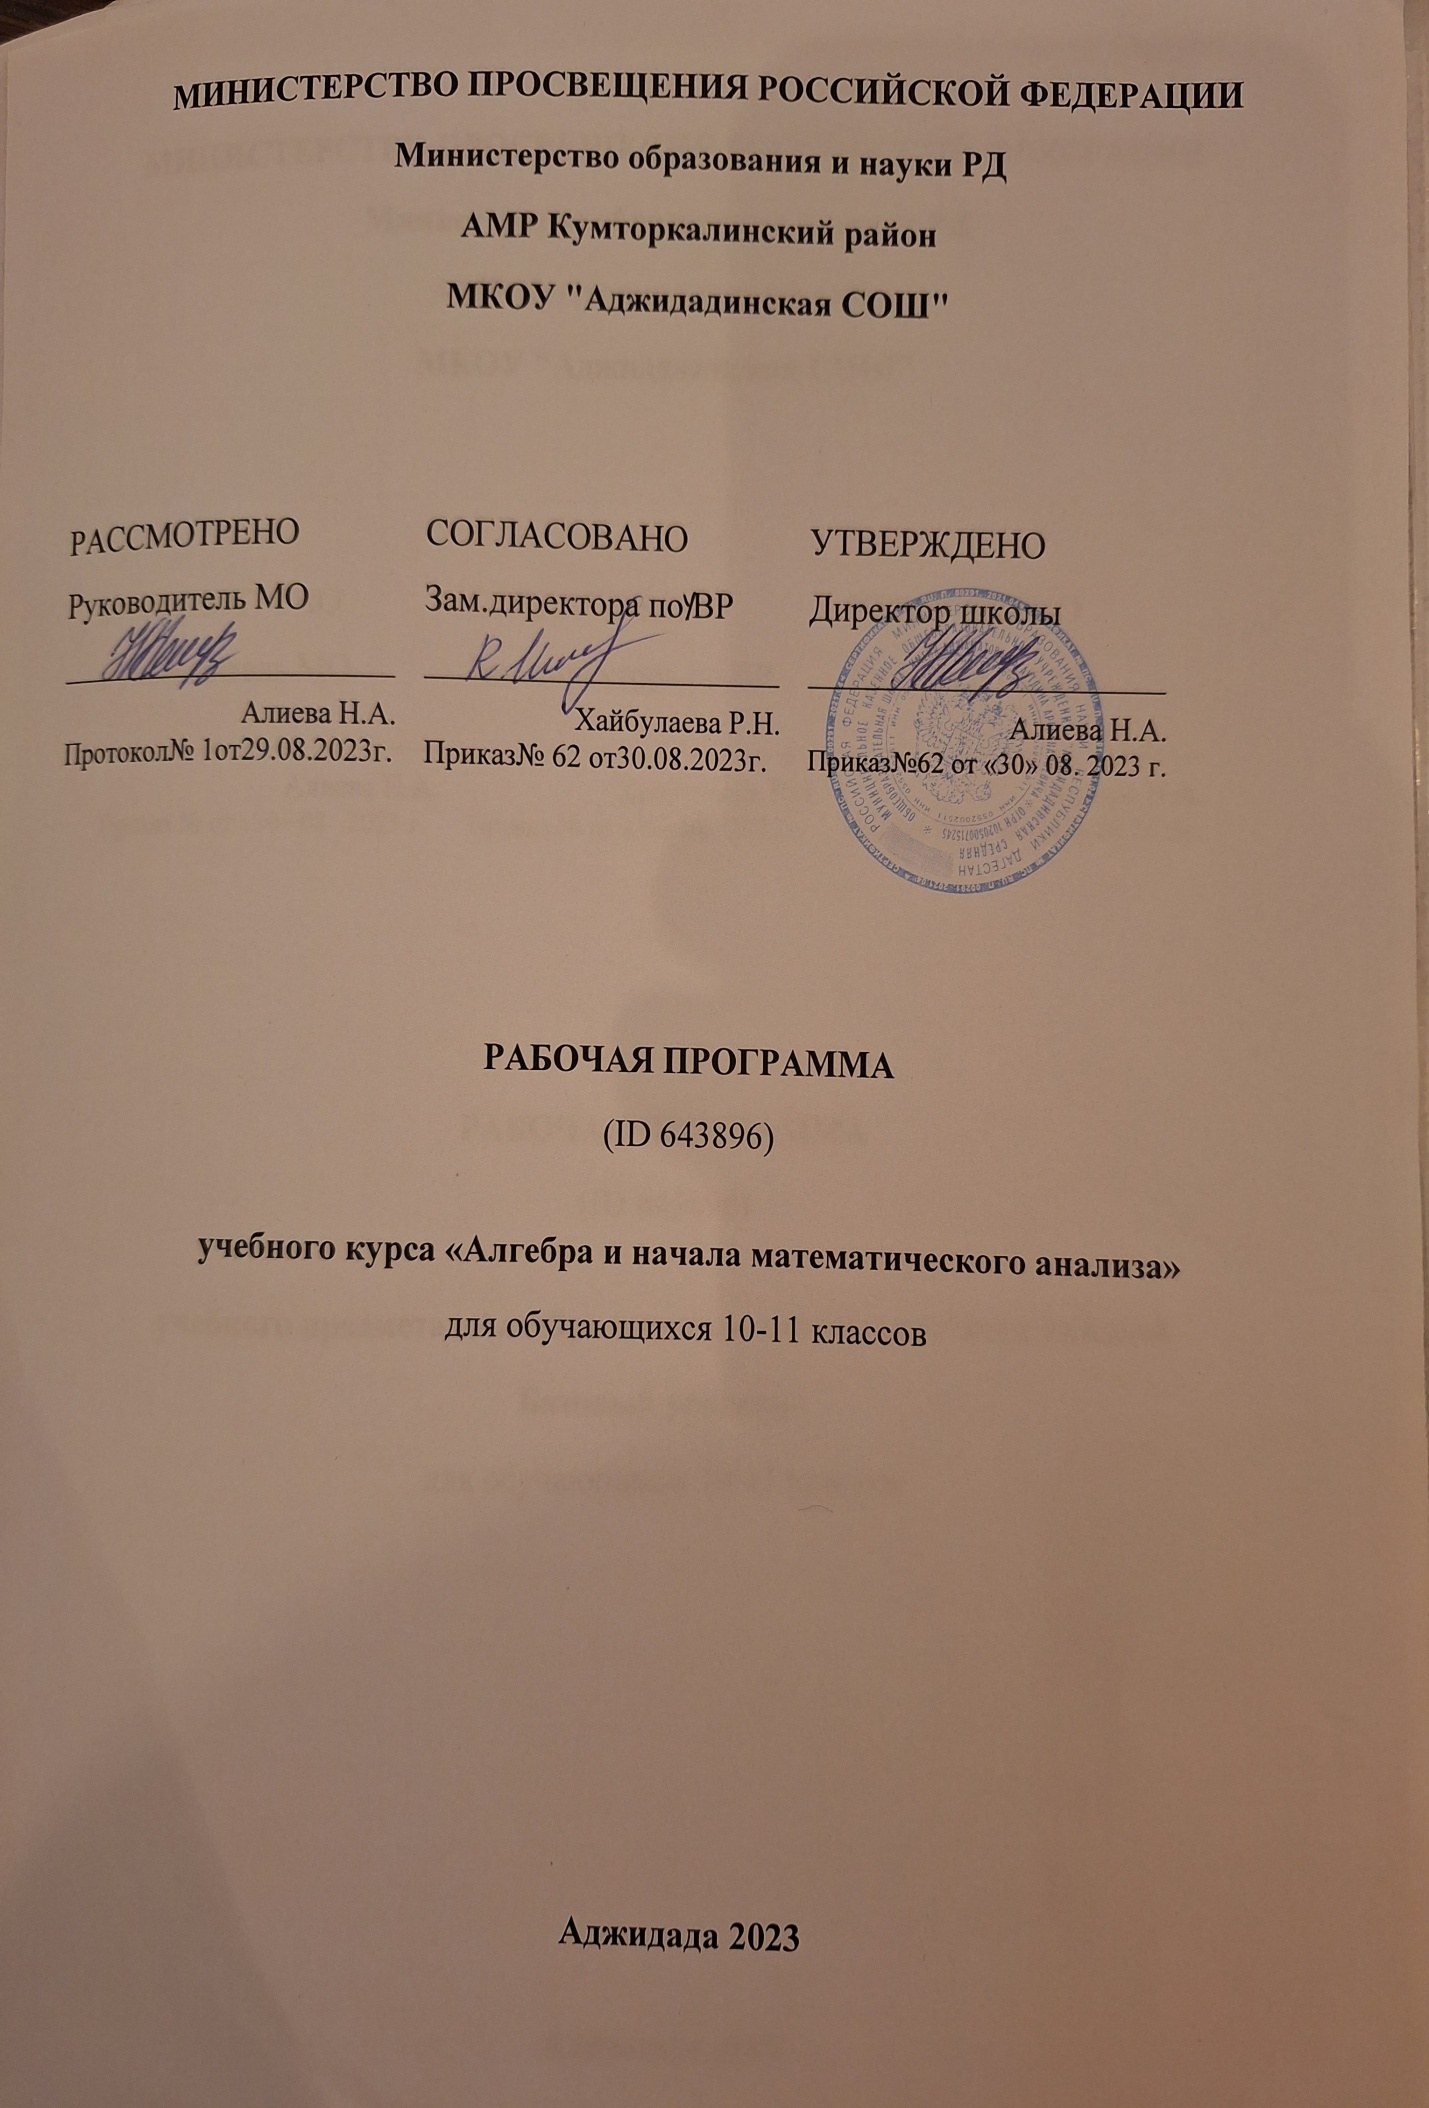 МИНИСТЕРСТВО ПРОСВЕЩЕНИЯ РОССИЙСКОЙ ФЕДЕРАЦИИ
Министерство образования и науки РД
АМР Кумторкалинский район
МКОУ "Аджидадинская СОШ"
РАССМОТРЕНО
Руководитель МО
Алиева Н.А.
Протокол№ 1от29.08.2023г.
СОГЛАСОВАНО
Зам.директора поУВР
Хайбулаева Р.Н.
Приказ№ 62 от30.08.2023г.
УТВЕРЖДЕНО
Директор школы
Алиева Н.А.
Приказ№62 от «30» 08. 2023 г.
РАБОЧАЯ ПРОГРАММА
(ID 643896)
учебного курса «Алгебра и начала математического анализа»
для обучающихся 10-11 классов
Аджидада 2023